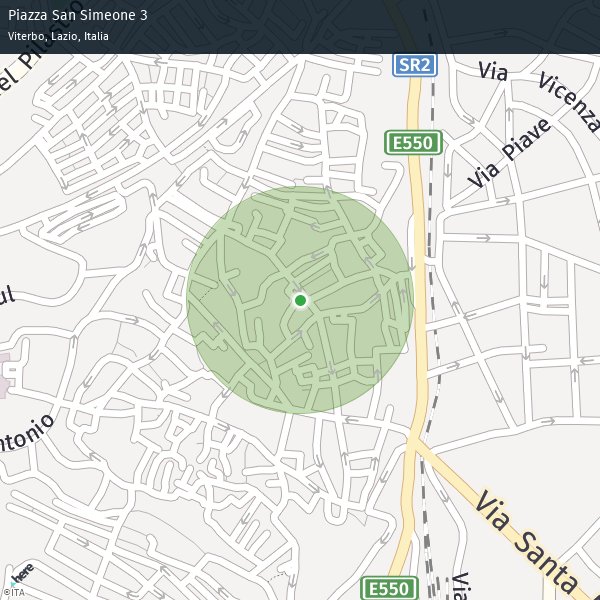 Piazza San Simeone 3
Viterbo, Lazio, Italia
el Pilastro
SR2
Via
Vicenza
E550
Via Piave
ul
ntonio
Via Santa
Via
E550
here
©ITA